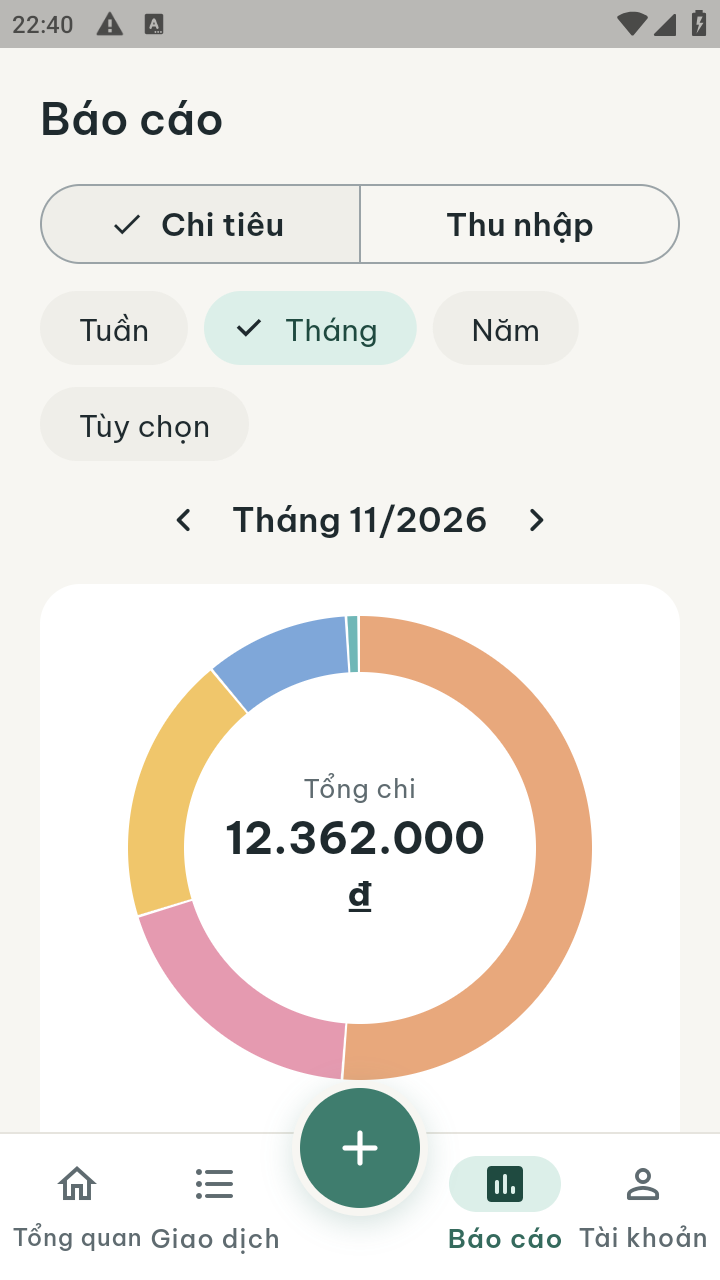 22:40
Báo cáo
Chi tiêu
Thu nhập
Tuần
Tháng
Năm
Tùy chọn
Tháng 11/2026
Tổng chi
12.362.000
đ
Tổng quan
Giao dịch
Báo cáo
Tài khoản